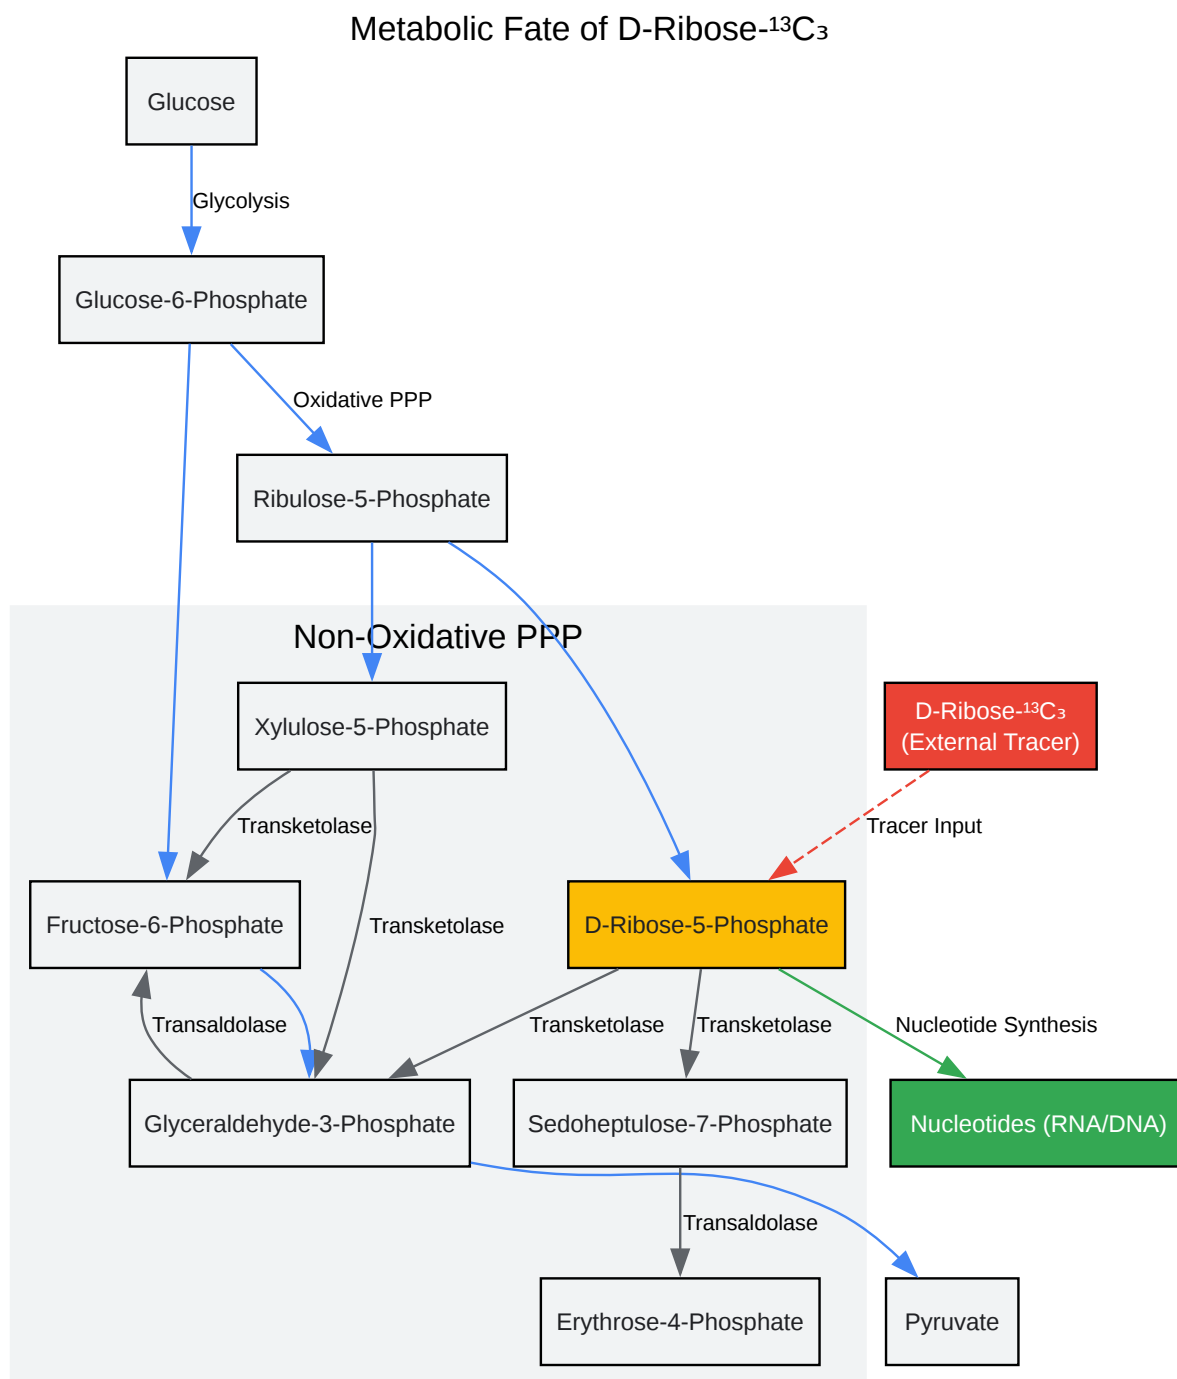 Metabolic Fate of D-Ribose-¹³C₃
Glucose
Glycolysis
Glucose-6-Phosphate
Oxidative PPP
Ribulose-5-Phosphate
Non-Oxidative PPP
Xylulose-5-Phosphate
D-Ribose-¹³C₃
(External Tracer)
Transketolase
Tracer Input
Fructose-6-Phosphate
Transketolase
D-Ribose-5-Phosphate
Transaldolase
Transketolase
Transketolase
Nucleotide Synthesis
Glyceraldehyde-3-Phosphate
Sedoheptulose-7-Phosphate
Nucleotides (RNA/DNA)
Transaldolase
Erythrose-4-Phosphate
Pyruvate